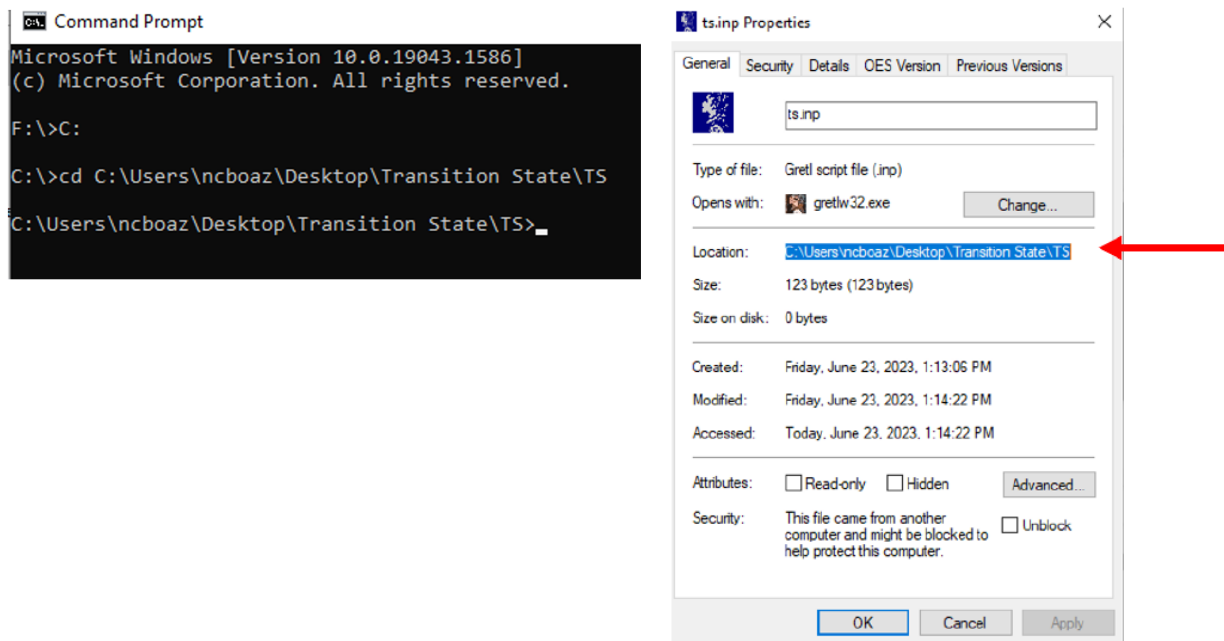 Command Prompt
Microsoft Windows [Version 10.0.19043.1586]
(c) Microsoft Corporation. All rights reserved.
F:\>C:
C:\>cd C:\Users\ncboaz\Desktop\Transition State\TS
C:\Users\ncboaz\Desktop\Transition State\TS>
ts.inp Properties
General Security Details OES Version Previous Versions
ts.inp
Type of file: Gretl script file (.inp)
Opens with: gretlw32.exe Change...
Location: C:\Users\ncboaz\Desktop\Transition State\TS
Size: 123 bytes (123 bytes)
Size on disk: 0 bytes
Created: Friday, June 23, 2023, 1:13:06 PM
Modified: Friday, June 23, 2023, 1:14:22 PM
Accessed: Today, June 23, 2023, 1:14:22 PM
Attributes: Read-only Hidden Advanced...
Security: This file came from another
computer and might be blocked to
help protect this computer.
Unblock
OK Cancel Apply